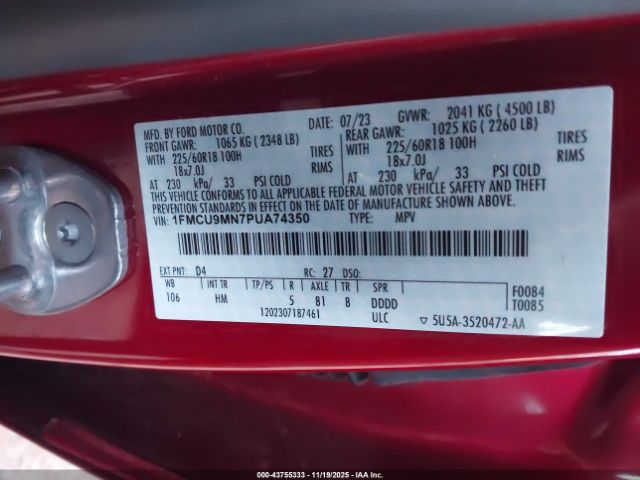 MFD. BY FORD MOTOR CO. DATE: 07/23 GVWR: 2041 KG ( 4500 LB)
FRONT GAWR: 1065 KG ( 2348 LB) REAR GAWR: 1025 KG ( 2260 LB)
WITH 225/60R18 100H TIRES WITH 225/60R18 100H TIRES
18x7.0J RIMS 18x7.0J RIMS
AT 230 kPa/ 33 PSI COLD AT 230 kPa/ 33 PSI COLD
THIS VEHICLE CONFORMS TO ALL APPLICABLE FEDERAL MOTOR VEHICLE SAFETY AND THEFT
PREVENTION STANDARDS IN EFFECT ON THE DATE OF MANUFACTURE SHOWN ABOVE.
VIN: 1FMCU9MN7PUA74350 TYPE: MPV
EXT PNT: D4 RC: 27 DSO:
WB INT TR TP/PS R AXLE TR SPR
106 HM 5 81 8 DDDD
F0084
T0085
1202307187461 ULC ▽ 5U5A-3520472-AA
000-43755333 - 11/19/2025 - IAA Inc.